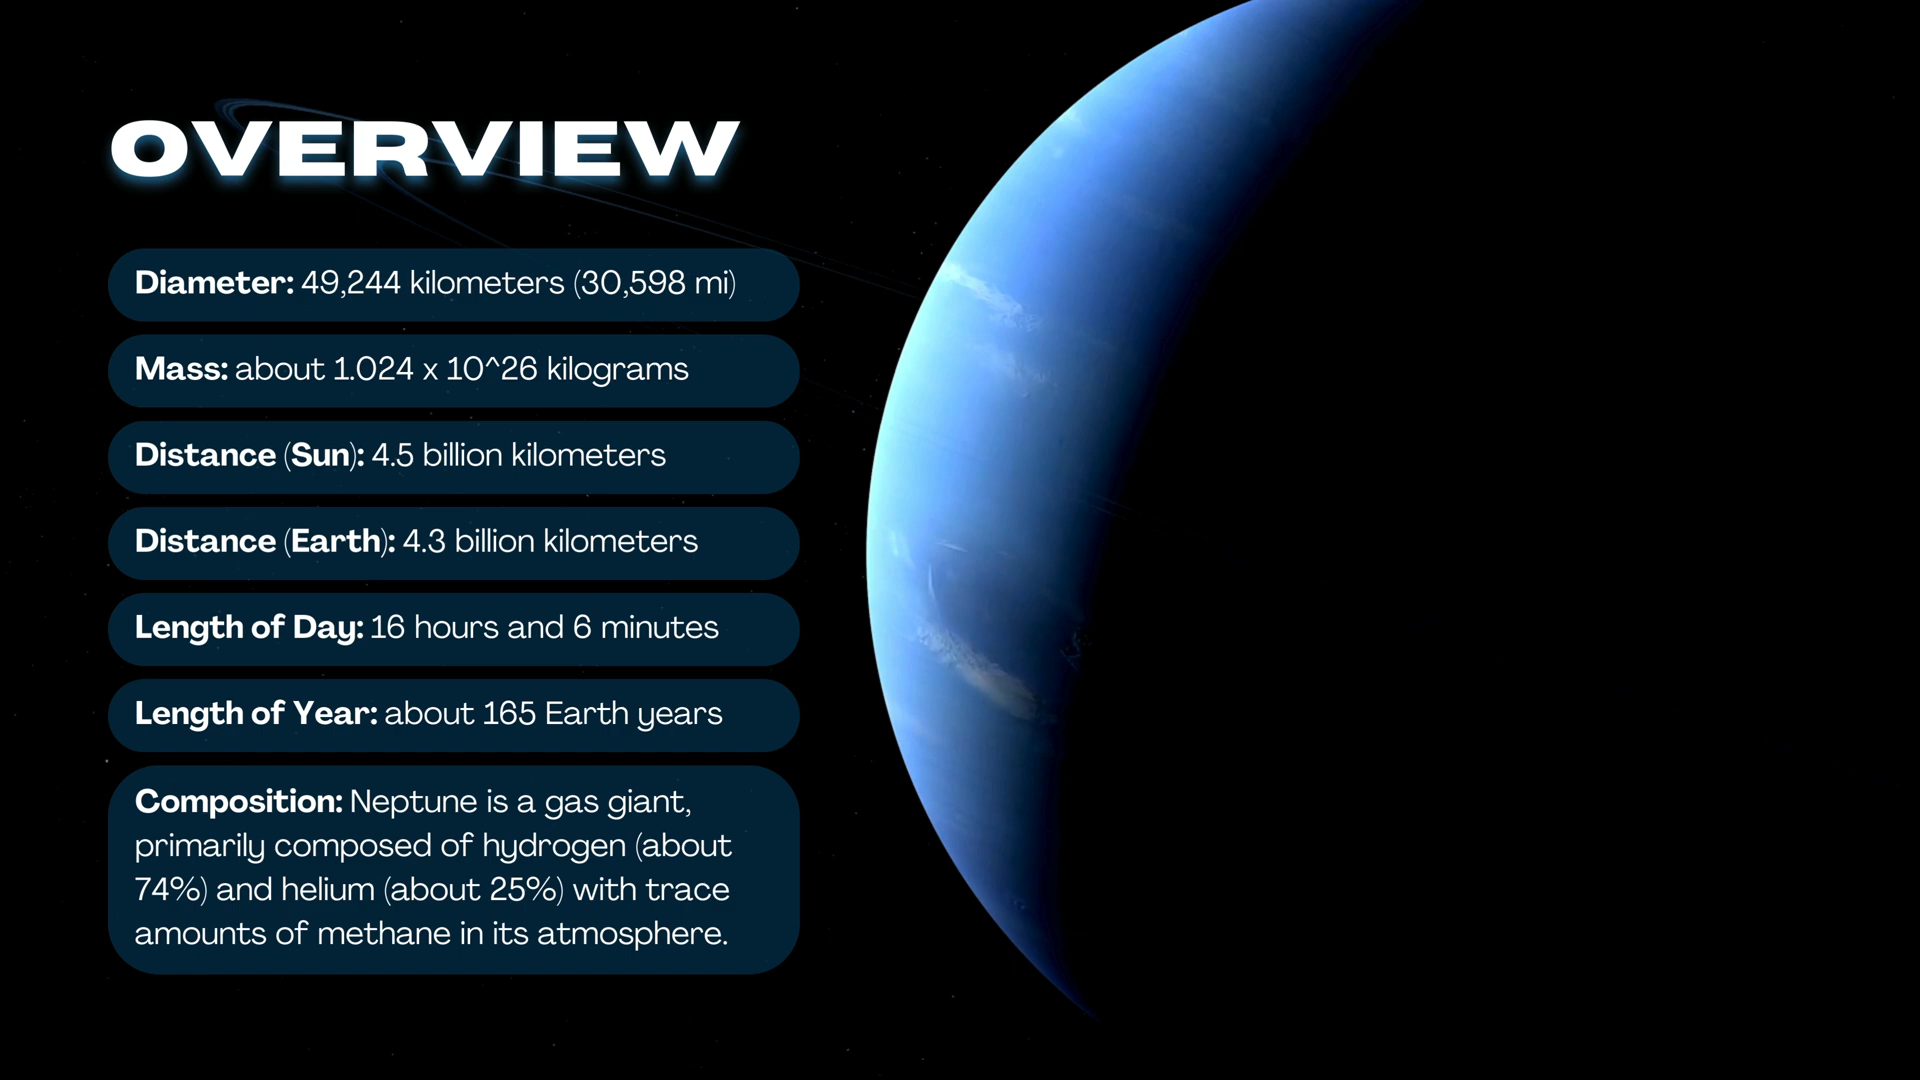 OVERVIEW
Diameter: 49,244 kilometers (30,598 mi)
Mass: about 1.024 x 10^26 kilograms
Distance (Sun): 4.5 billion kilometers
Distance (Earth): 4.3 billion kilometers
Length of Day: 16 hours and 6 minutes
Length of Year: about 165 Earth years
Composition: Neptune is a gas giant,
primarily composed of hydrogen (about
74%) and helium (about 25%) with trace
amounts of methane in its atmosphere.